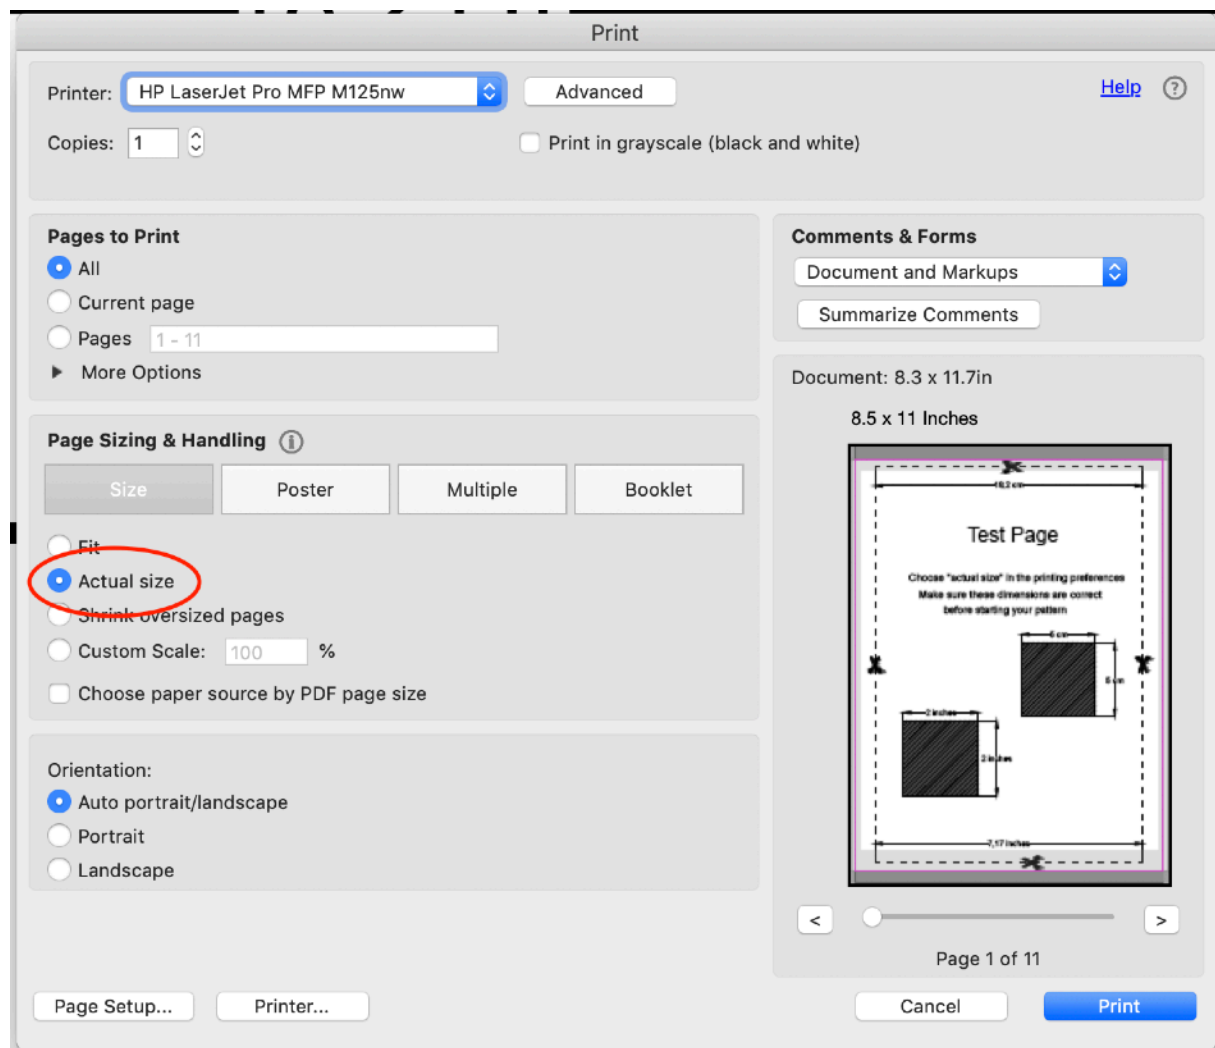 Print
Printer: HP LaserJet Pro MFP M125nw Advanced Help ?
Copies: 1 Print in grayscale (black and white)
Pages to Print
All
Current page
Pages 1 - 11
More Options
Comments & Forms
Document and Markups
Summarize Comments
Page Sizing & Handling i
Size Poster Multiple Booklet
Fit
Actual size
Shrink oversized pages
Custom Scale: 100 %
Choose paper source by PDF page size
Orientation:
Auto portrait/landscape
Portrait
Landscape
Document: 8.3 x 11.7in
8.5 x 11 Inches
Test Page
Choose "actual size" in the printing preferences
Make sure these dimensions are correct
before starting your pattern
5 cm
5 cm
2 inches
2 inches
7,17 inches
< >
Page 1 of 11
Page Setup... Printer... Cancel Print